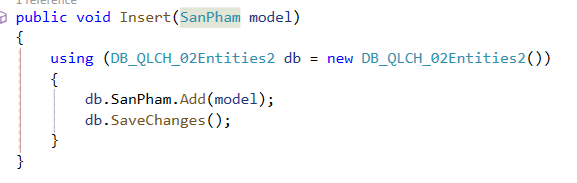 1 reference
public void Insert(SanPham model)
{
using (DB_QLCH_02Entities2 db = new DB_QLCH_02Entities2())
{
db.SanPham.Add(model);
db.SaveChanges();
}
}